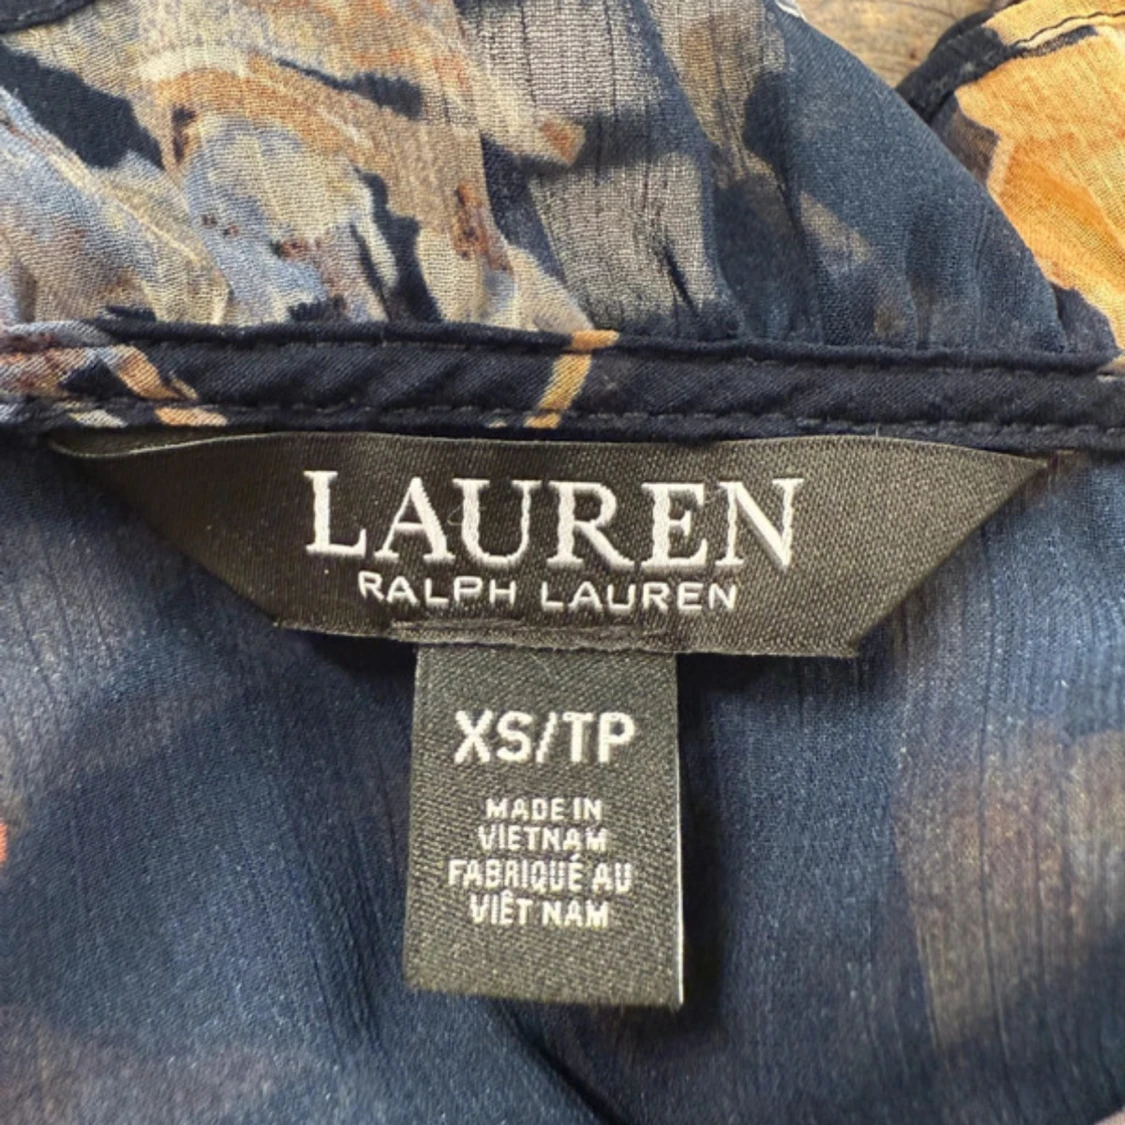 LAUREN
RALPH LAUREN
XS/TP
MADE IN
VIETNAM
FABRIQUÉ AU
VIÊT NAM